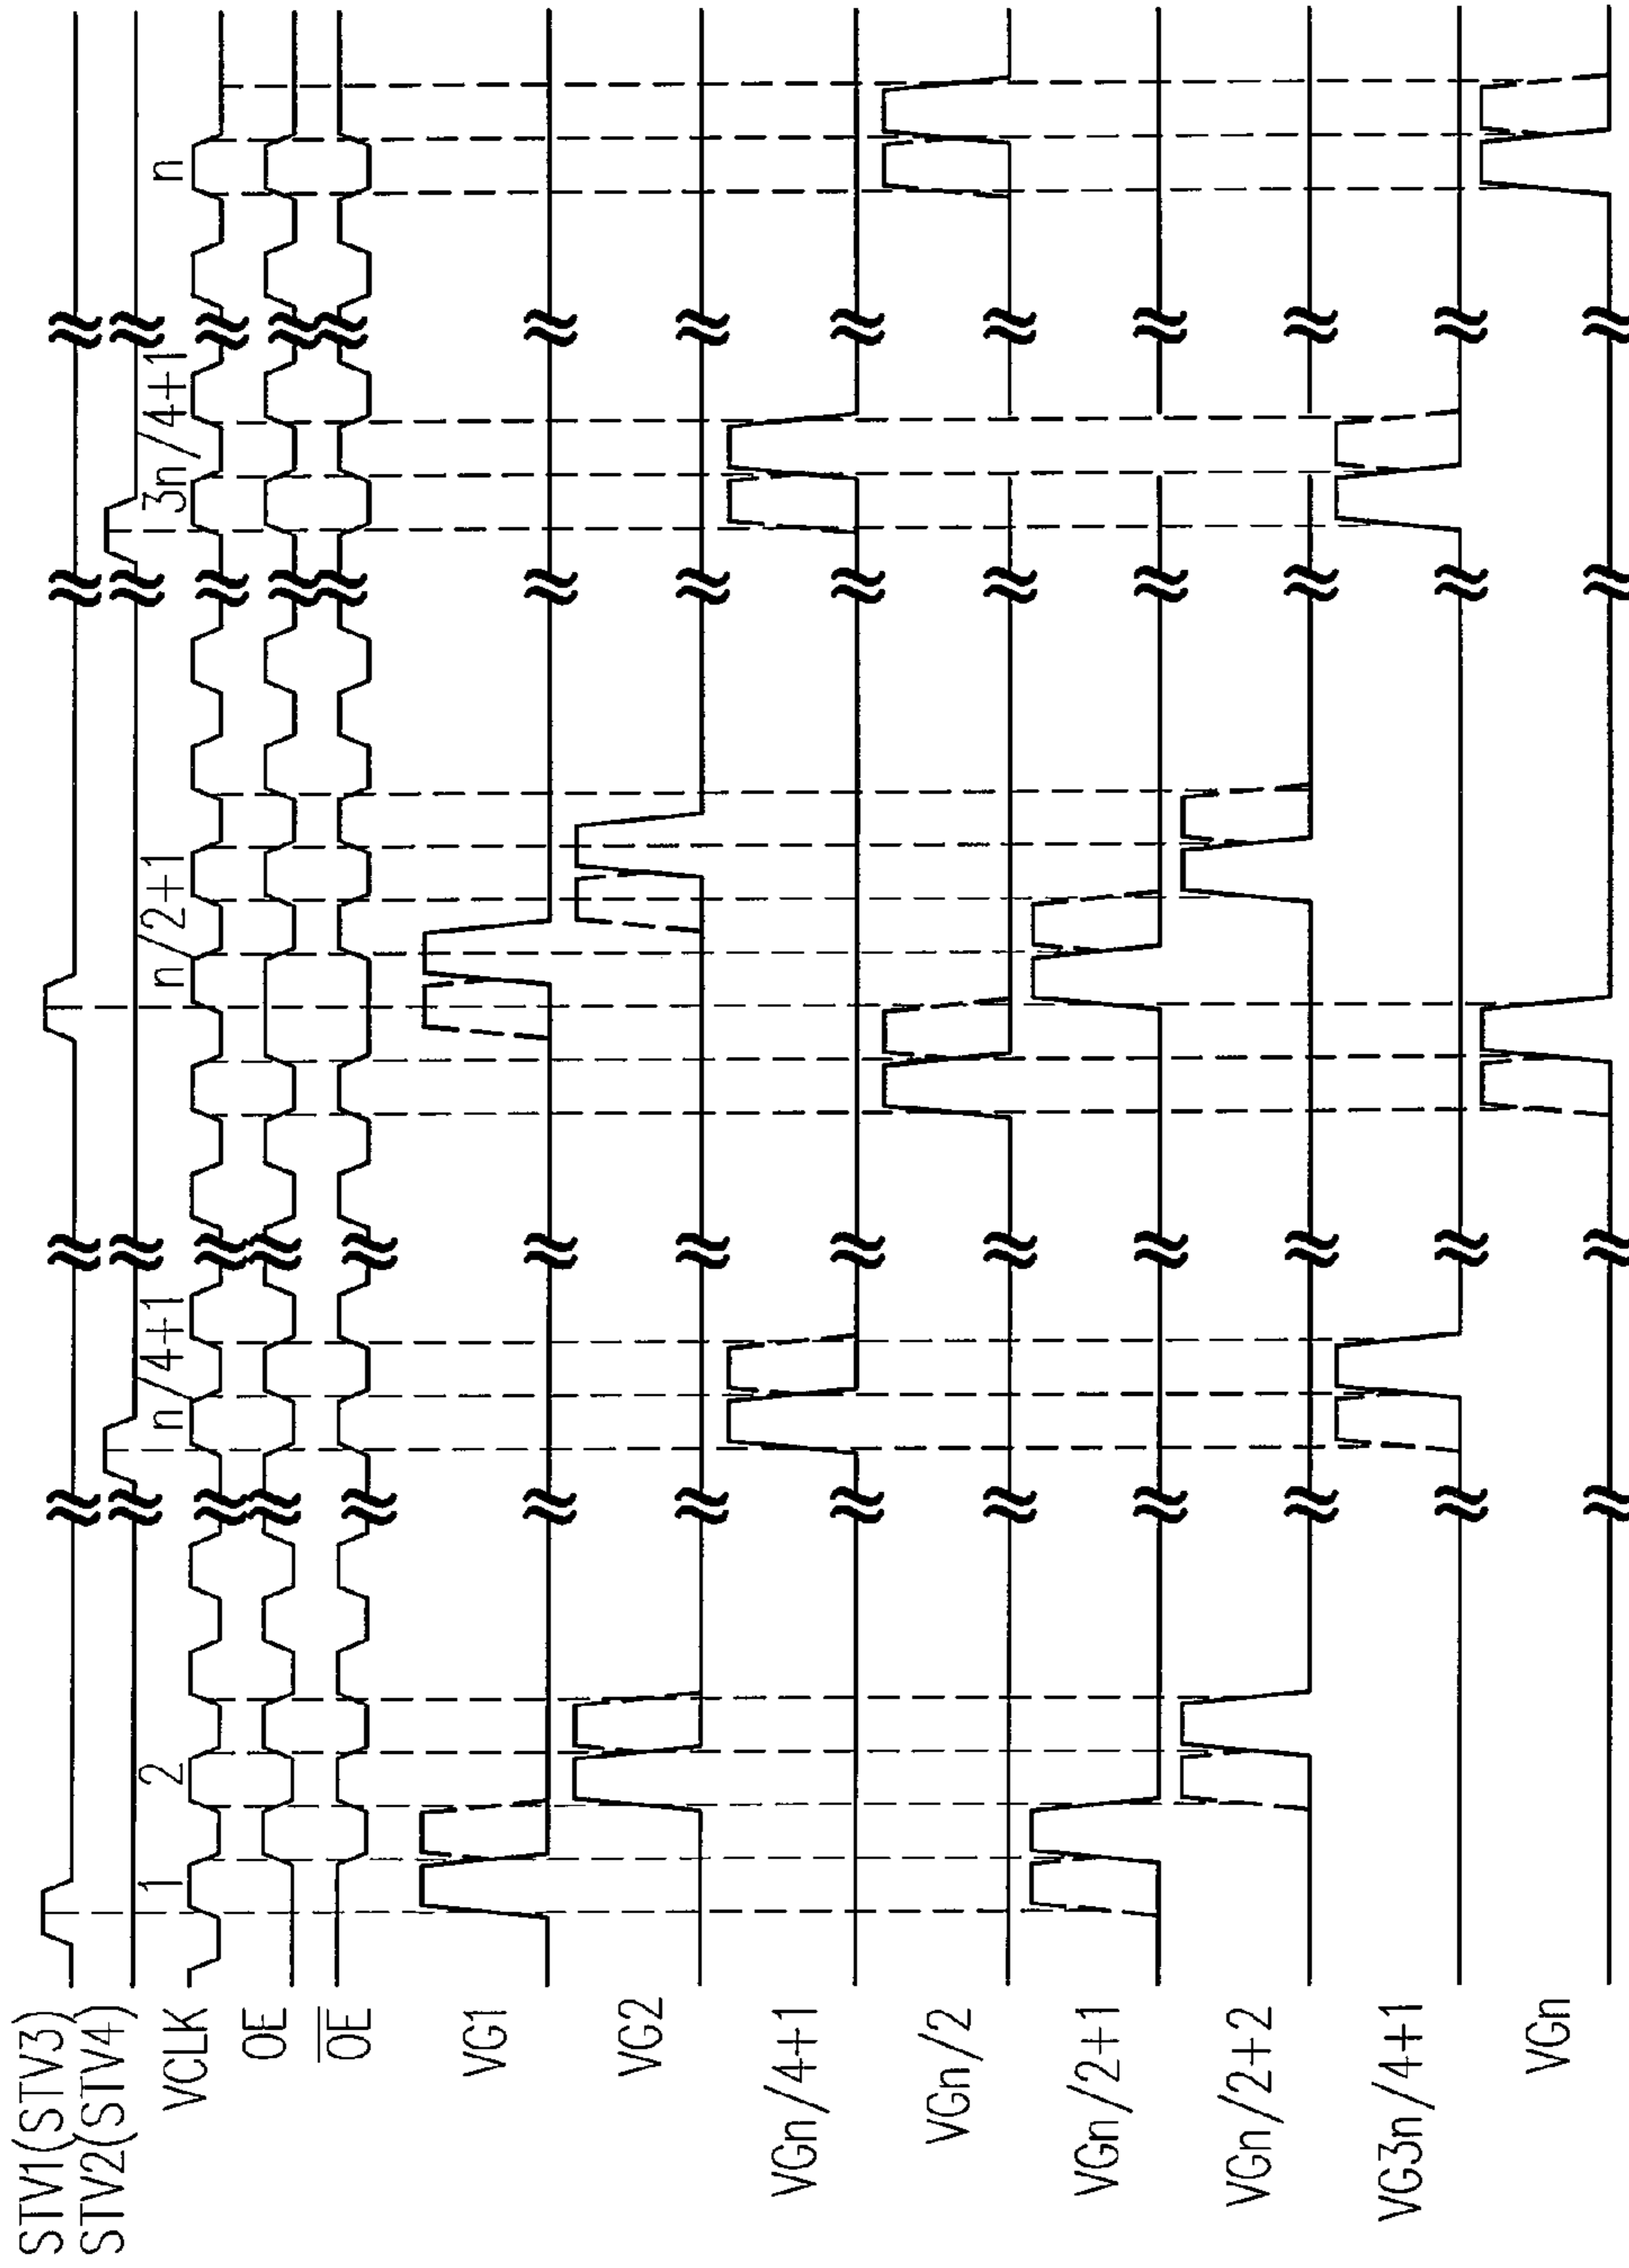 STV1(STV3)
STV2(STV4)
VCLK
1
2
n/4+1
n/2+1
3n/4+1
n
OE
O̅E̅
VG1
VG2
VGn/4+1
VGn/2
VGn/2+1
VGn/2+2
VG3n/4+1
VGn